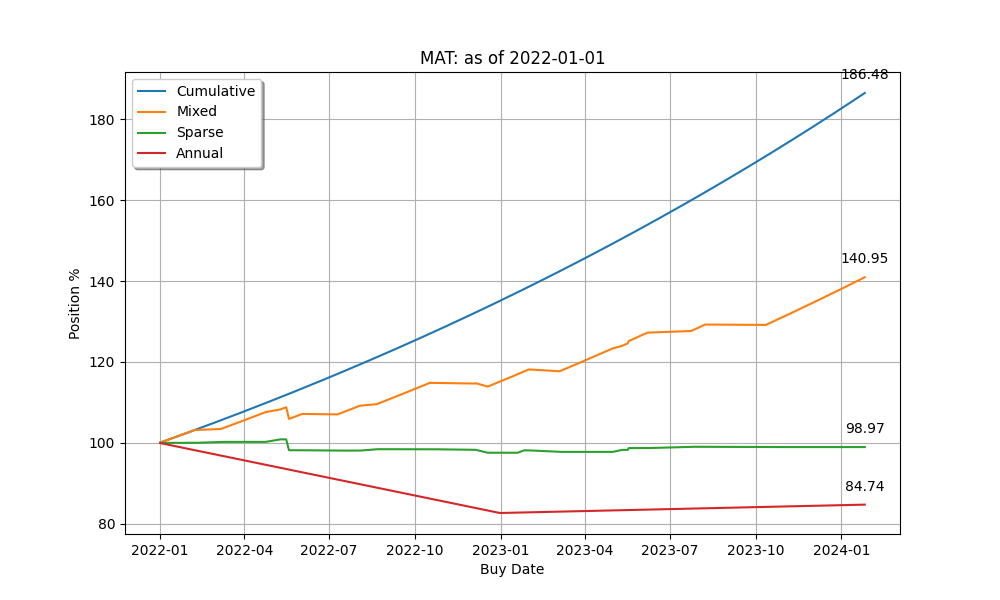 MAT: as of 2022-01-01
Cumulative
Mixed
Sparse
Annual
186.48
140.95
98.97
84.74
Position %
180
160
140
120
100
80
2022-01 2022-04 2022-07 2022-10 2023-01 2023-04 2023-07 2023-10 2024-01
Buy Date